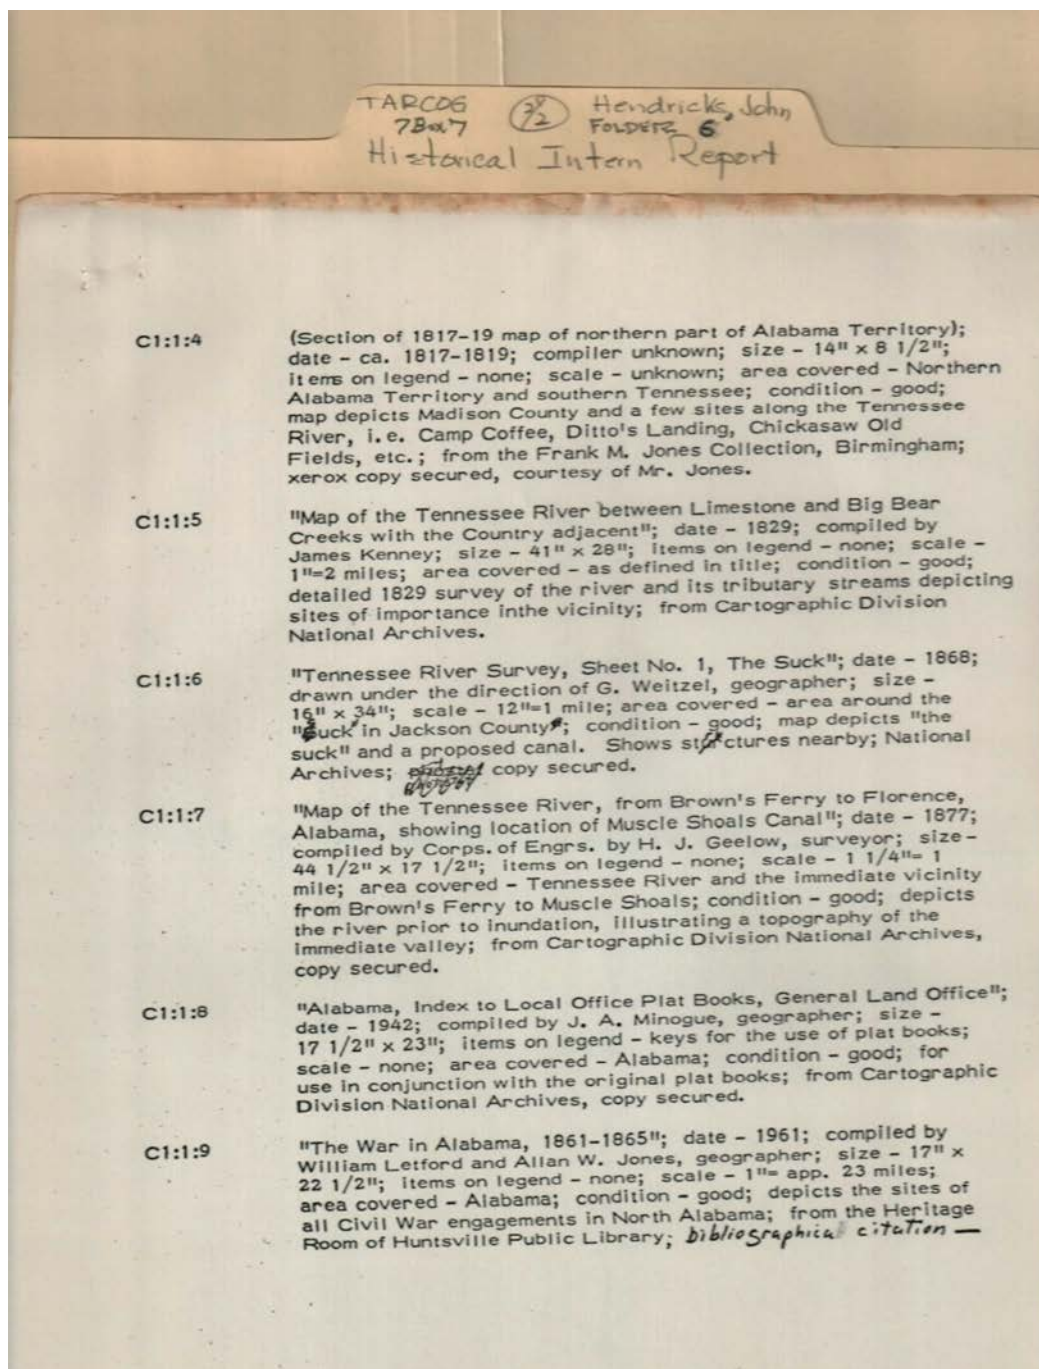 TARCOG Hendricks, John
7Box7 FOLDER 6
Historical Intern Report
C1:1:4 (Section of 1817-19 map of northern part of Alabama Territory);
date - ca. 1817-1819; compiler unknown; size - 14" x 8 1/2";
items on legend - none; scale - unknown; area covered - Northern
Alabama Territory and southern Tennessee; condition - good;
map depicts Madison County and a few sites along the Tennessee
River, i.e. Camp Coffee, Ditto's Landing, Chickasaw Old
Fields, etc.; from the Frank M. Jones Collection, Birmingham;
xerox copy secured, courtesy of Mr. Jones.
C1:1:5 "Map of the Tennessee River between Limestone and Big Bear
Creeks with the Country adjacent"; date - 1829; compiled by
James Kenney; size - 41" x 28"; items on legend - none; scale -
1"=2 miles; area covered - as defined in title; condition - good;
detailed 1829 survey of the river and its tributary streams depicting
sites of importance inthe vicinity; from Cartographic Division
National Archives.
C1:1:6 "Tennessee River Survey, Sheet No. 1, The Suck"; date - 1868;
drawn under the direction of G. Weitzel, geographer; size -
16" x 34"; scale - 12"=1 mile; area covered - area around the
"Suck" in Jackson County; condition - good; map depicts "the
suck" and a proposed canal. Shows structures nearby; National
Archives; copy secured.
C1:1:7 "Map of the Tennessee River, from Brown's Ferry to Florence,
Alabama, showing location of Muscle Shoals Canal"; date - 1877;
compiled by Corps. of Engrs. by H. J. Geelow, surveyor; size -
44 1/2" x 17 1/2"; items on legend - none; scale - 1 1/4"= 1
mile; area covered - Tennessee River and the immediate vicinity
from Brown's Ferry to Muscle Shoals; condition - good; depicts
the river prior to inundation, illustrating a topography of the
immediate valley; from Cartographic Division National Archives,
copy secured.
C1:1:8 "Alabama, Index to Local Office Plat Books, General Land Office";
date - 1942; compiled by J. A. Minogue, geographer; size -
17 1/2" x 23"; items on legend - keys for the use of plat books;
scale - none; area covered - Alabama; condition - good; for
use in conjunction with the original plat books; from Cartographic
Division National Archives, copy secured.
C1:1:9 "The War in Alabama, 1861-1865"; date - 1961; compiled by
William Letford and Allan W. Jones, geographer; size - 17" x
22 1/2"; items on legend - none; scale - 1"= app. 23 miles;
area covered - Alabama; condition - good; depicts the sites of
all Civil War engagements in North Alabama; from the Heritage
Room of Huntsville Public Library; bibliographical citation —